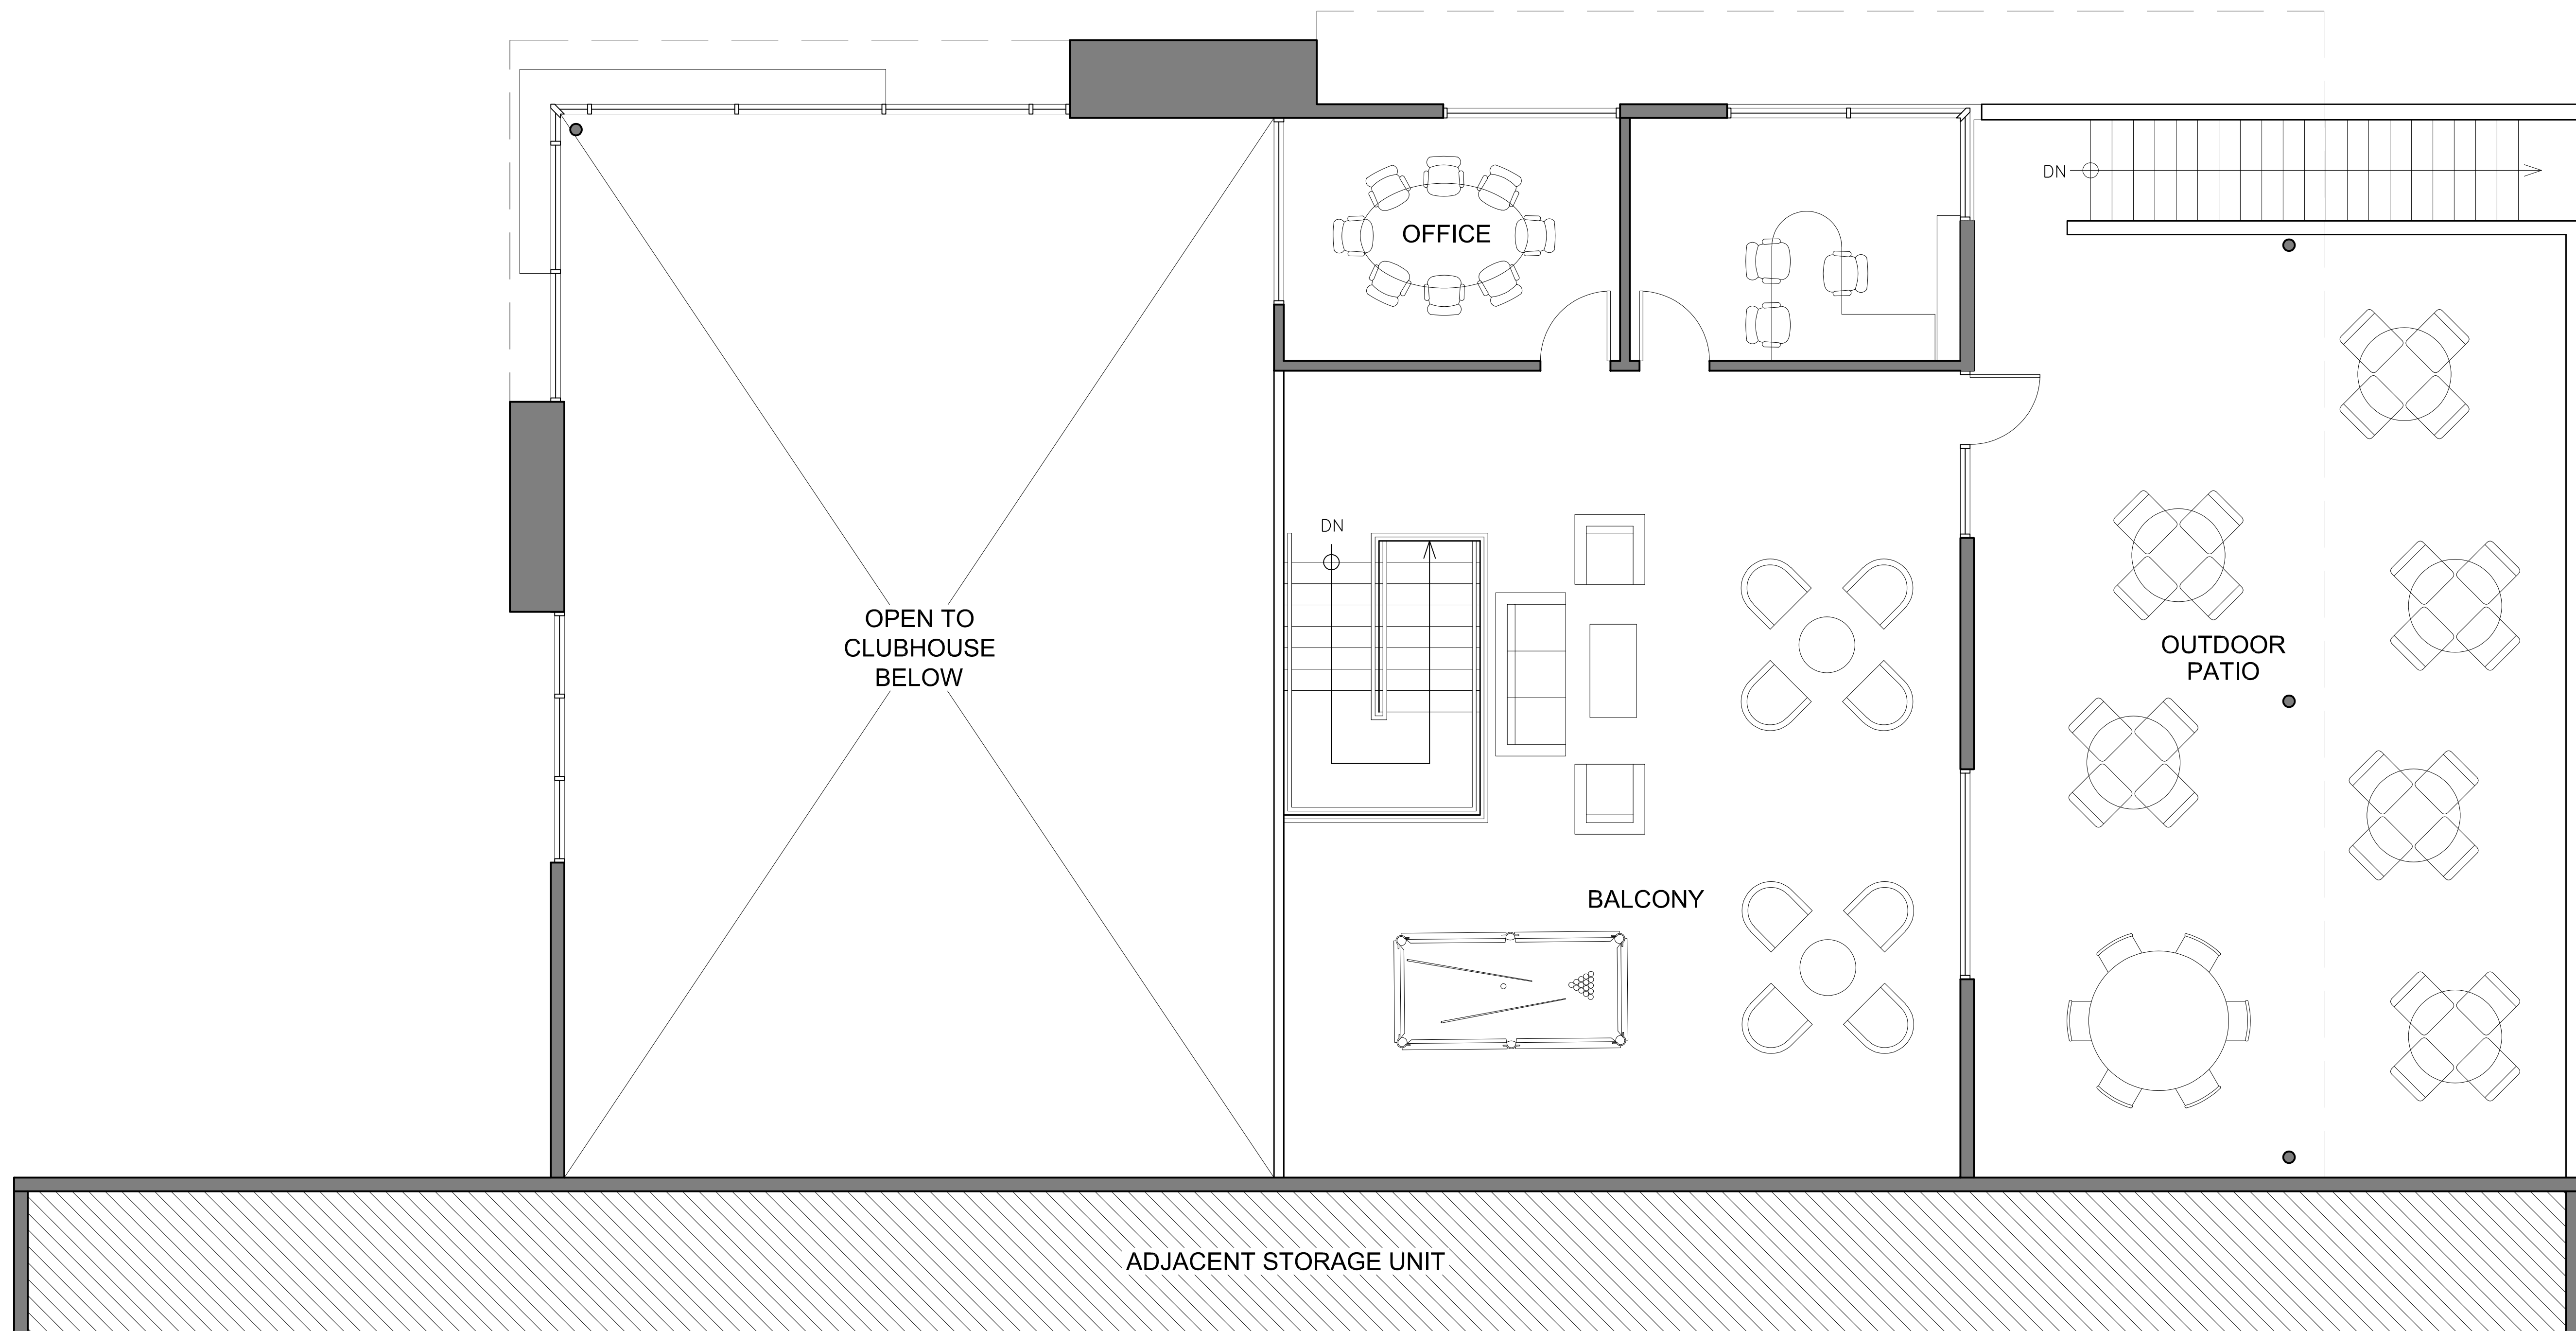 DN
OFFICE
DN
OPEN TO
CLUBHOUSE
BELOW
OUTDOOR
PATIO
BALCONY
ADJACENT STORAGE UNIT